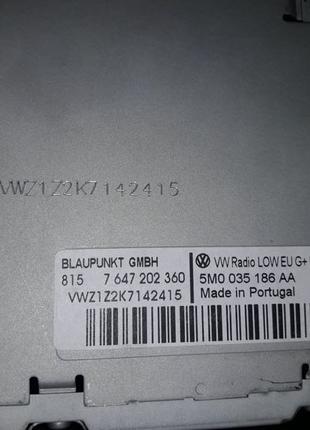 VWZ1Z2K7142415
BLAUPUNKT GMBH
815 7 647 202 360
VWZ1Z2K7142415
VW Radio LOW EU G+
5M0 035 186 AA
Made in Portugal